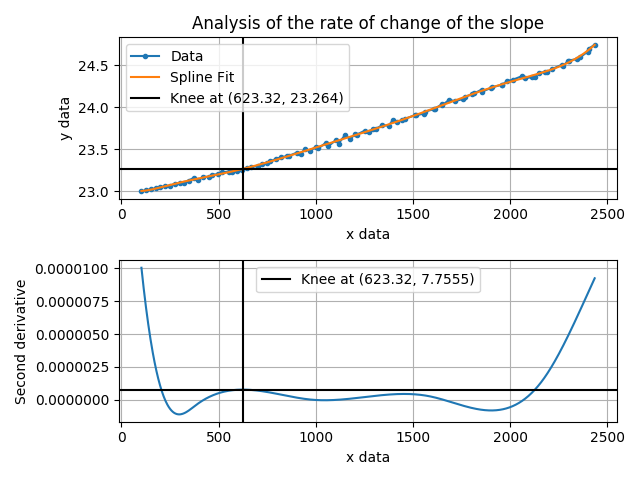 Analysis of the rate of change of the slope
Data
Spline Fit
Knee at (623.32, 23.264)
24.5
24.0
23.5
23.0
y data
0 500 1000 1500 2000 2500
x data
Knee at (623.32, 7.7555)
0.0000100
0.0000075
0.0000050
0.0000025
0.0000000
Second derivative
0 500 1000 1500 2000 2500
x data